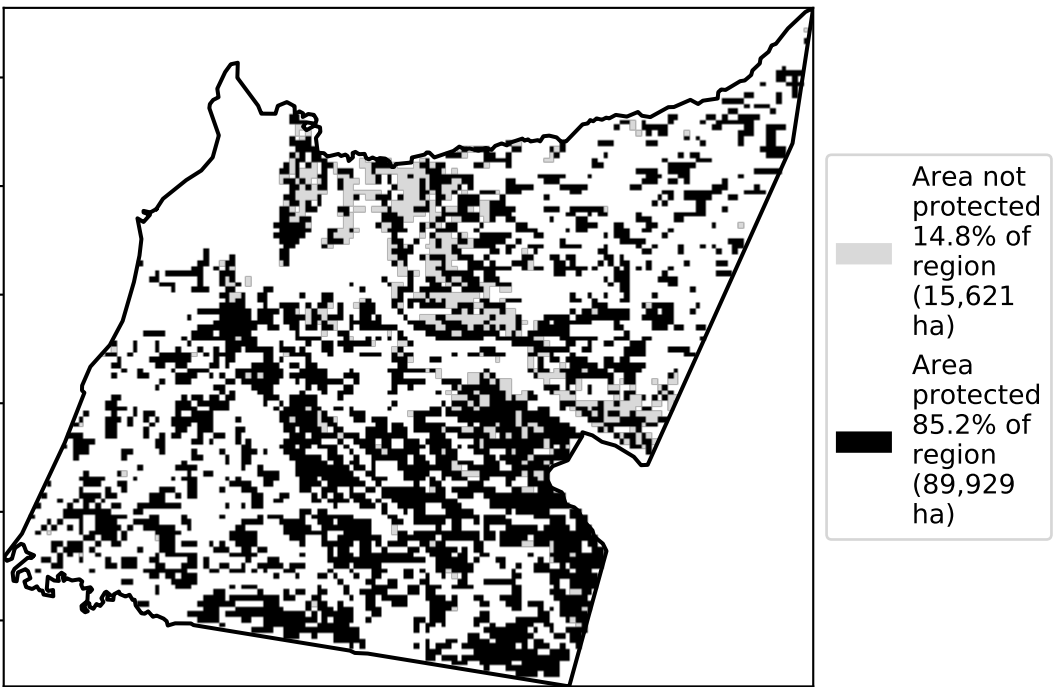 Area not
protected
14.8% of
region
(15,621
ha)
Area
protected
85.2% of
region
(89,929
ha)